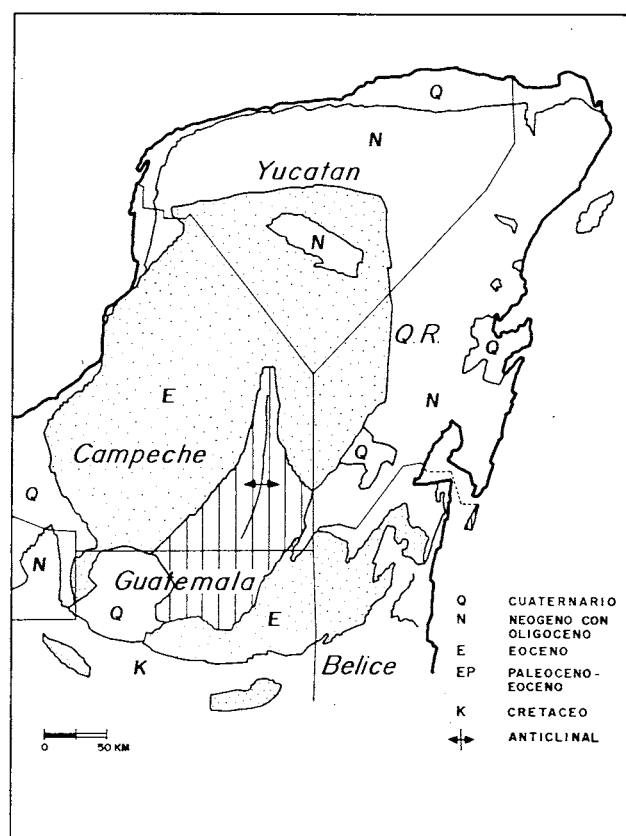 Q
N
Yucatan
N
Q.R.
Q
E
N
Campeche
Q
Q
N
Guatemala
Q
E
K
Belice
Q CUATERNARIO
N NEOGENO CON
OLIGOCENO
E EOCENO
EP PALEOCENO-
EOCENO
K CRETACEO
ANTICLINAL
0 50 KM